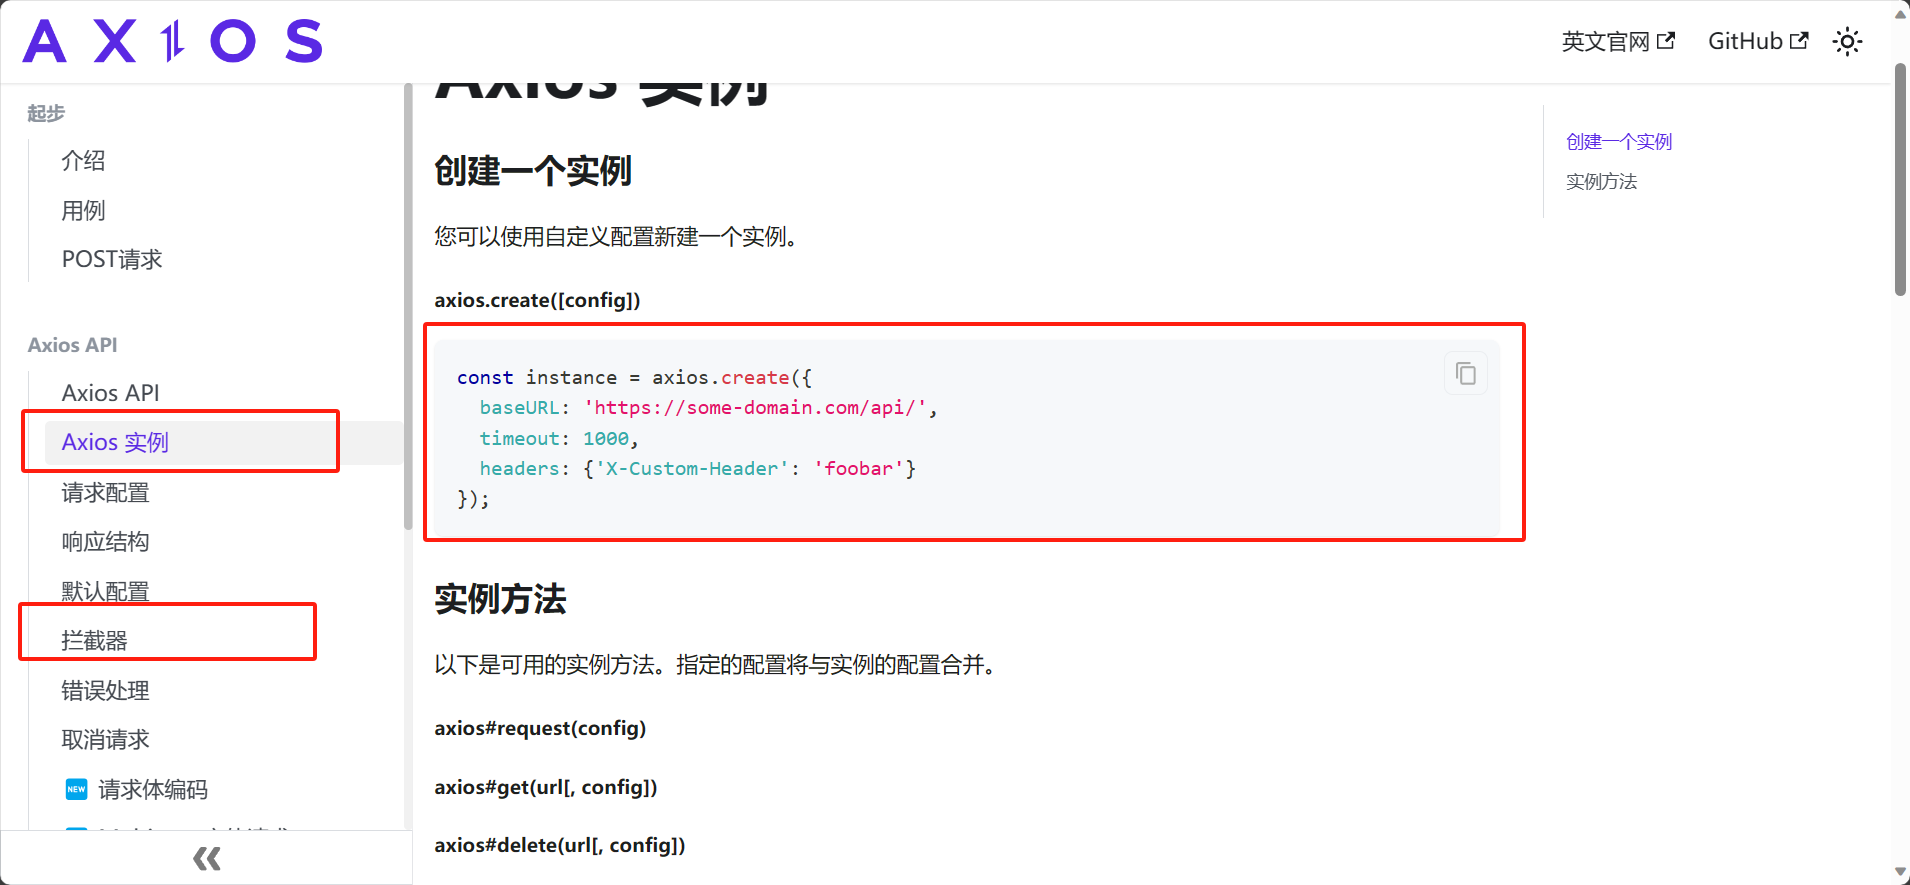 AXIOS
英文官网
GitHub
起步
介绍
用例
POST请求
Axios API
Axios API
Axios 实例
请求配置
响应结构
默认配置
拦截器
错误处理
取消请求
NEW 请求体编码
Axios 实例
创建一个实例
您可以使用自定义配置新建一个实例。
axios.create([config])
const instance = axios.create({
  baseURL: 'https://some-domain.com/api/',
  timeout: 1000,
  headers: {'X-Custom-Header': 'foobar'}
});
实例方法
以下是可用的实例方法。指定的配置将与实例的配置合并。
axios#request(config)
axios#get(url[, config])
axios#delete(url[, config])
创建一个实例
实例方法